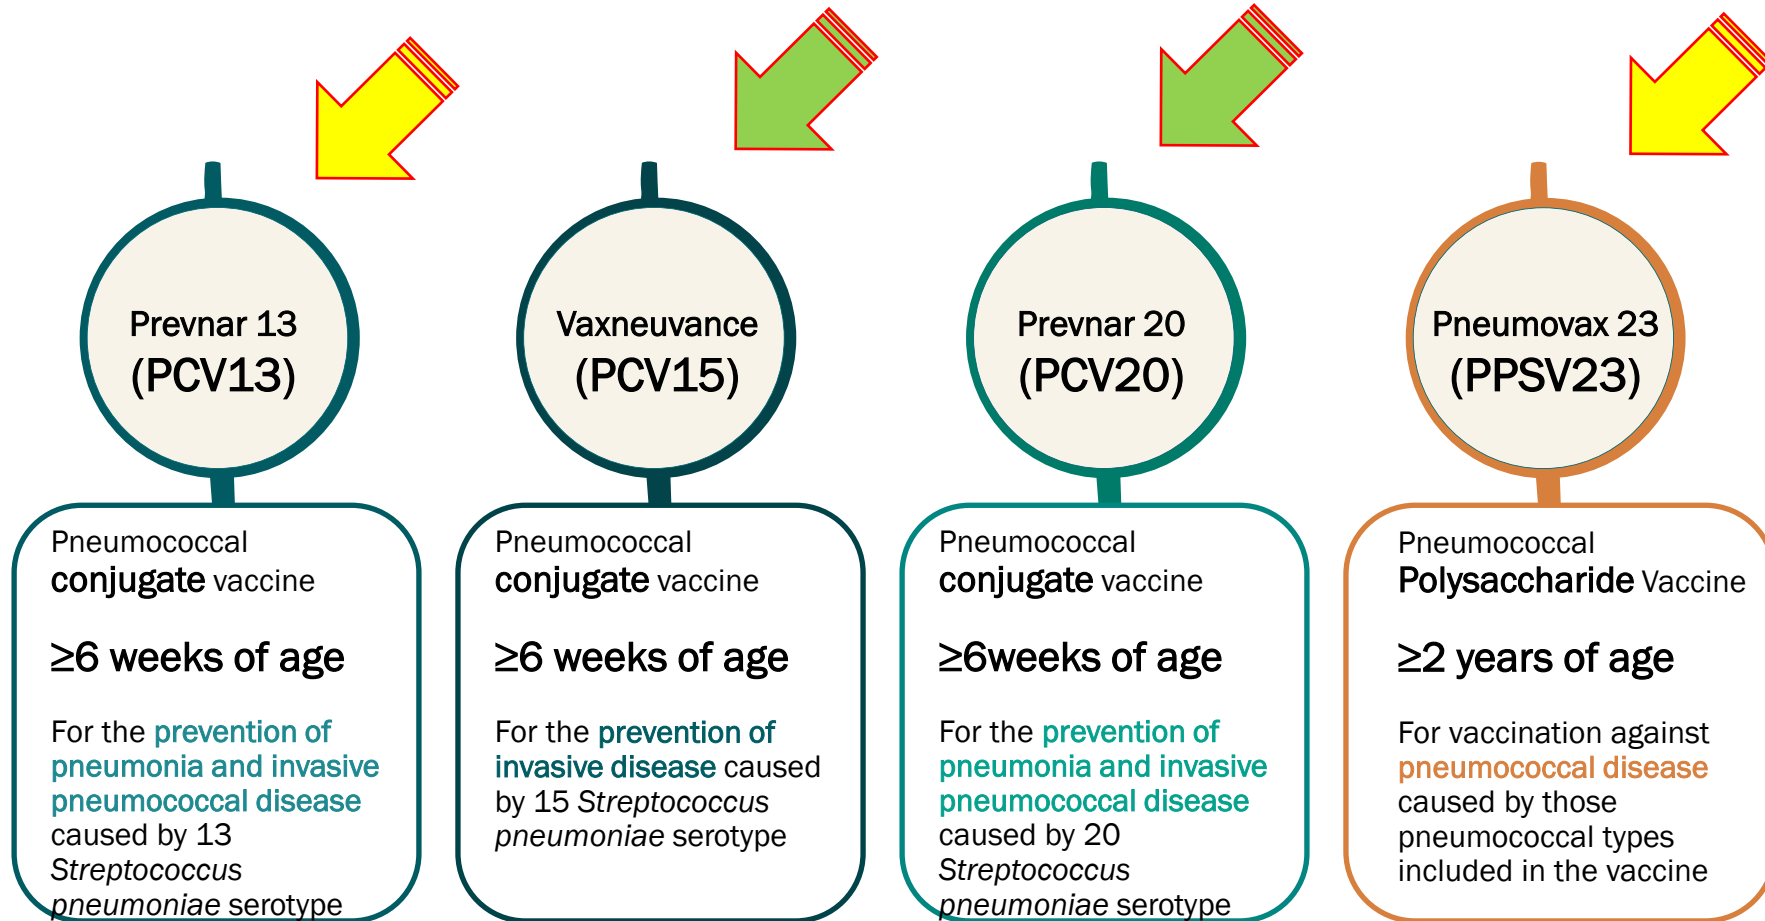 Prevnar 13
(PCV13)
Vaxneuvance
(PCV15)
Prevnar 20
(PCV20)
Pneumovax 23
(PPSV23)
Pneumococcal
conjugate vaccine
≥6 weeks of age
For the prevention of
pneumonia and invasive
pneumococcal disease
caused by 13
Streptococcus
pneumoniae serotype
Pneumococcal
conjugate vaccine
≥6 weeks of age
For the prevention of
invasive disease caused
by 15 Streptococcus
pneumoniae serotype
Pneumococcal
conjugate vaccine
≥6weeks of age
For the prevention of
pneumonia and invasive
pneumococcal disease
caused by 20
Streptococcus
pneumoniae serotype
Pneumococcal
Polysaccharide Vaccine
≥2 years of age
For vaccination against
pneumococcal disease
caused by those
pneumococcal types
included in the vaccine